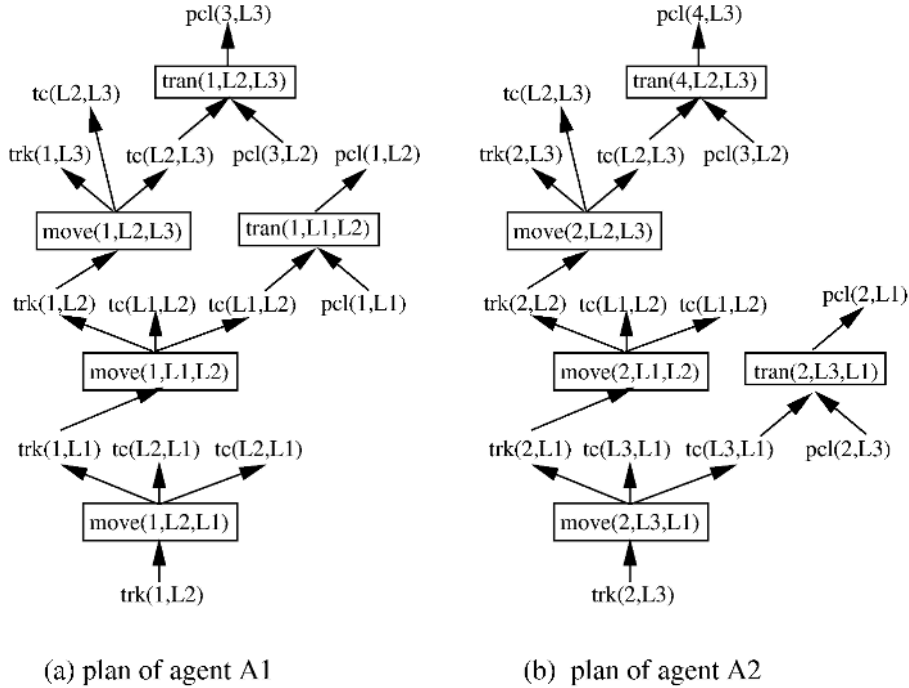 pcl(3,L3)
tran(1,L2,L3)
tc(L2,L3)
trk(1,L3) tc(L2,L3) pcl(3,L2) pcl(1,L2)
move(1,L2,L3) tran(1,L1,L2)
trk(1,L2) tc(L1,L2) tc(L1,L2) pcl(1,L1)
move(1,L1,L2)
trk(1,L1) tc(L2,L1) tc(L2,L1)
move(1,L2,L1)
trk(1,L2)
(a) plan of agent A1
pcl(4,L3)
tran(4,L2,L3)
tc(L2,L3)
trk(2,L3) tc(L2,L3) pcl(3,L2)
move(2,L2,L3)
trk(2,L2) tc(L1,L2) tc(L1,L2) pcl(2,L1)
move(2,L1,L2) tran(2,L3,L1)
trk(2,L1) tc(L3,L1) tc(L3,L1) pcl(2,L3)
move(2,L3,L1)
trk(2,L3)
(b) plan of agent A2